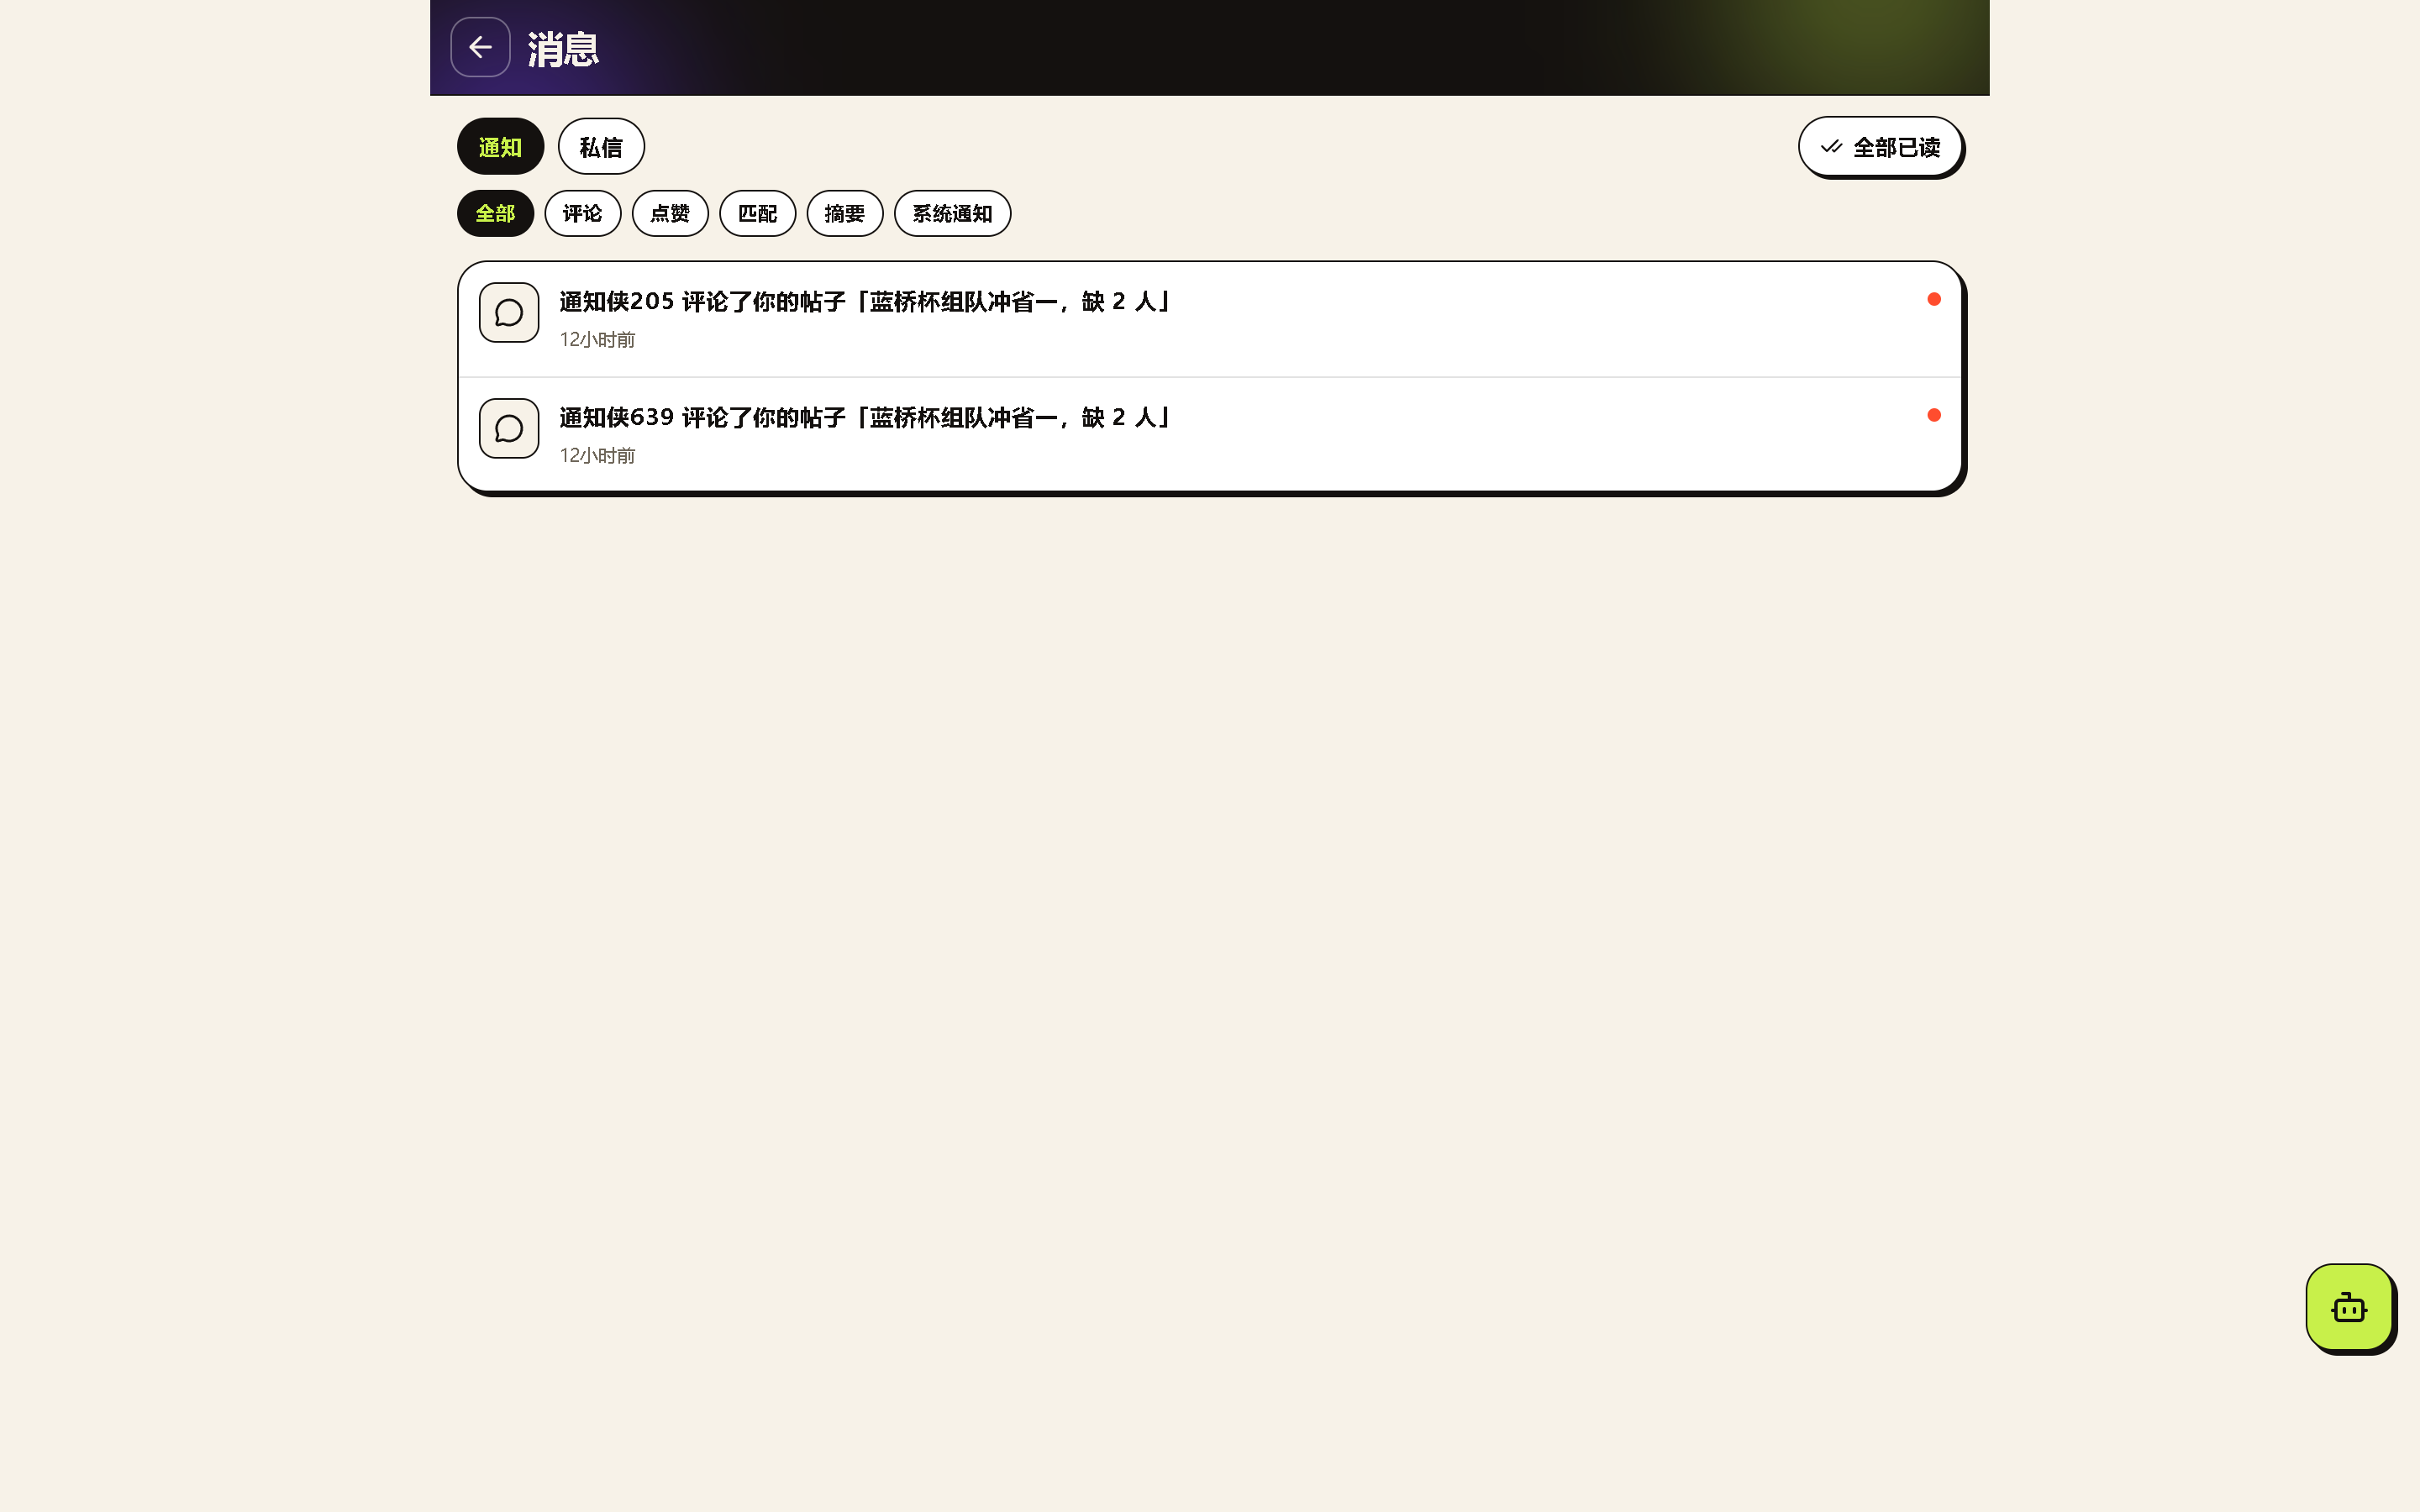 消息
通知 私信 全部已读
全部 评论 点赞 匹配 摘要 系统通知
通知侠205 评论了你的帖子「蓝桥杯组队冲省一，缺 2 人」
12小时前
通知侠639 评论了你的帖子「蓝桥杯组队冲省一，缺 2 人」
12小时前